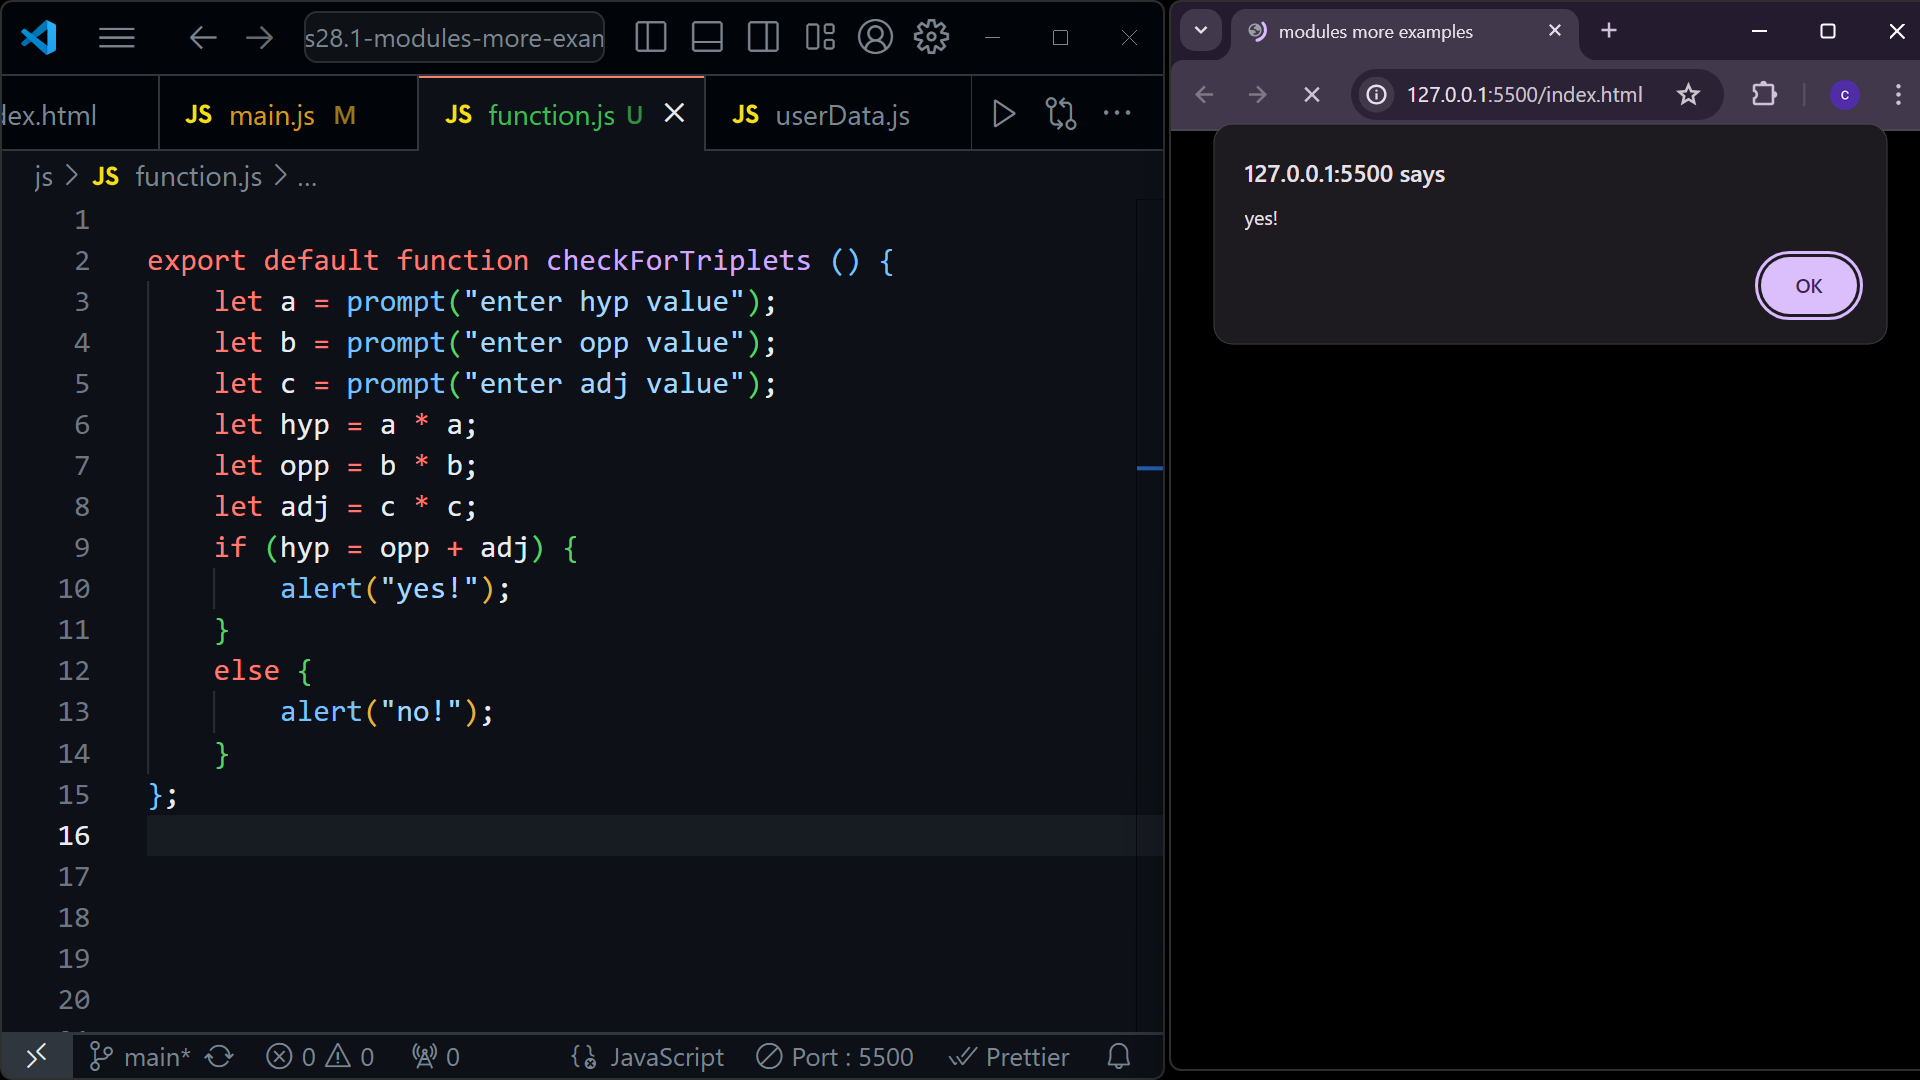 s28.1-modules-more-exan
dex.html
JS main.js M
JS function.js U
JS userData.js
js > JS function.js > ...
1
2 export default function checkForTriplets () {
3 let a = prompt("enter hyp value");
4 let b = prompt("enter opp value");
5 let c = prompt("enter adj value");
6 let hyp = a * a;
7 let opp = b * b;
8 let adj = c * c;
9 if (hyp = opp + adj) {
10 alert("yes!");
11 }
12 else {
13 alert("no!");
14 }
15 };
16
17
18
19
20
main* 0 0 0 JavaScript Port : 5500 Prettier
modules more examples
127.0.0.1:5500/index.html
c
127.0.0.1:5500 says
yes!
OK